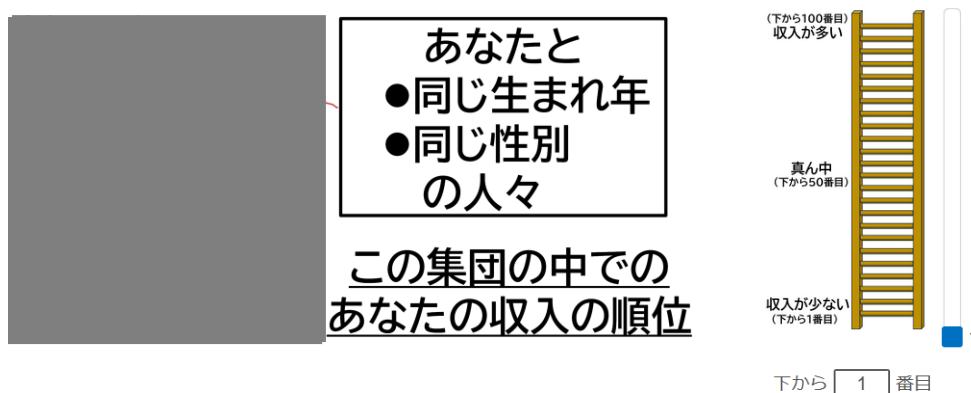 あなたと
●同じ生まれ年
●同じ性別
の人々
この集団の中での
あなたの収入の順位
(下から100番目)
収入が多い
真ん中
(下から50番目)
収入が少ない
(下から1番目)
下から 1 番目